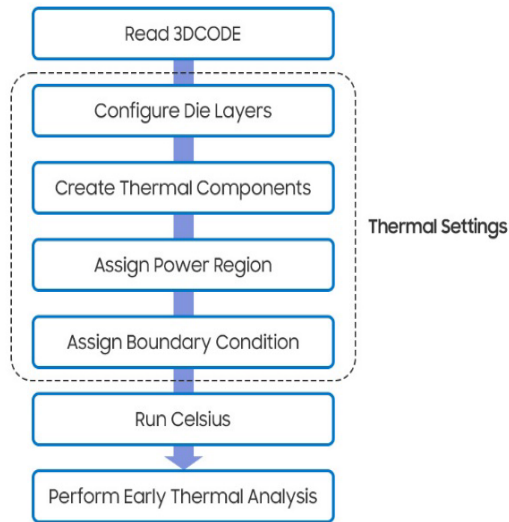 Read 3DCODE
Configure Die Layers
Create Thermal Components
Thermal Settings
Assign Power Region
Assign Boundary Condition
Run Celsius
Perform Early Thermal Analysis